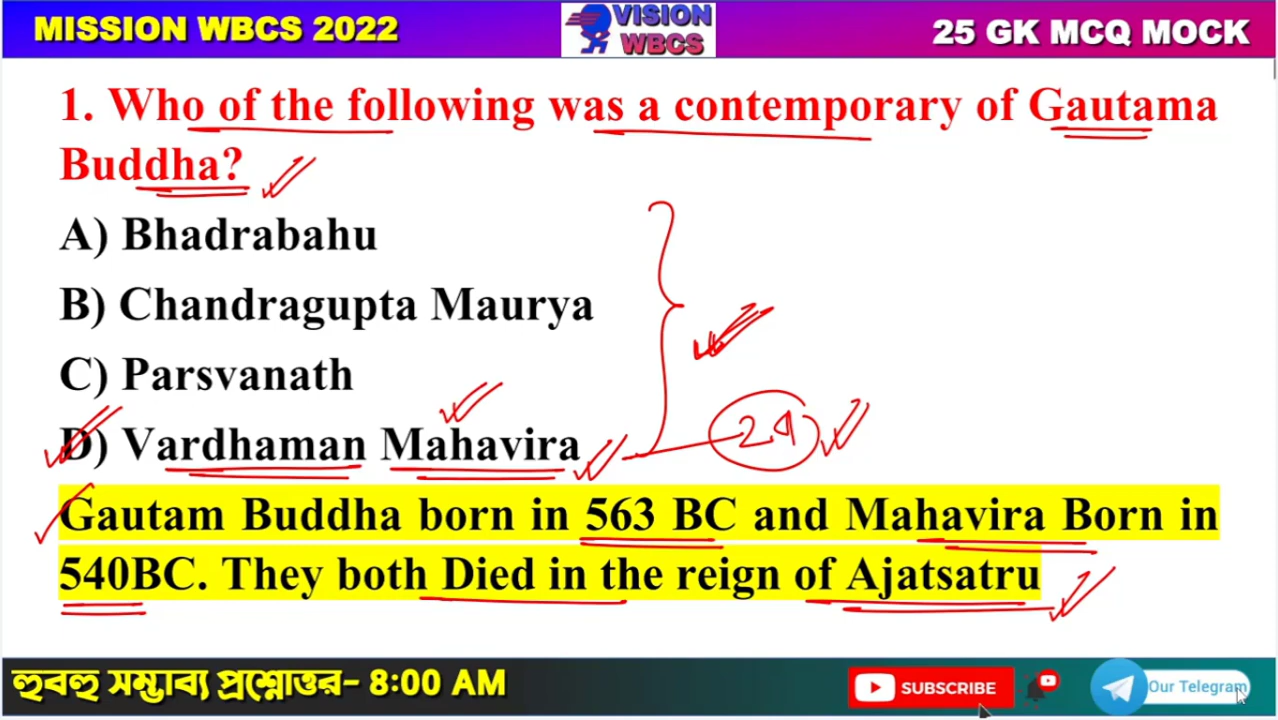 MISSION WBCS 2022
VISION
WBCS
25 GK MCQ MOCK
1. Who of the following was a contemporary of Gautama
Buddha?
A) Bhadrabahu
B) Chandragupta Maurya
C) Parsvanath
D) Vardhaman Mahavira
24
Gautam Buddha born in 563 BC and Mahavira Born in
540BC. They both Died in the reign of Ajatsatru
হুবহু সম্ভাব্য প্রশ্নোত্তর- 8:00 AM
SUBSCRIBE
Our Telegram